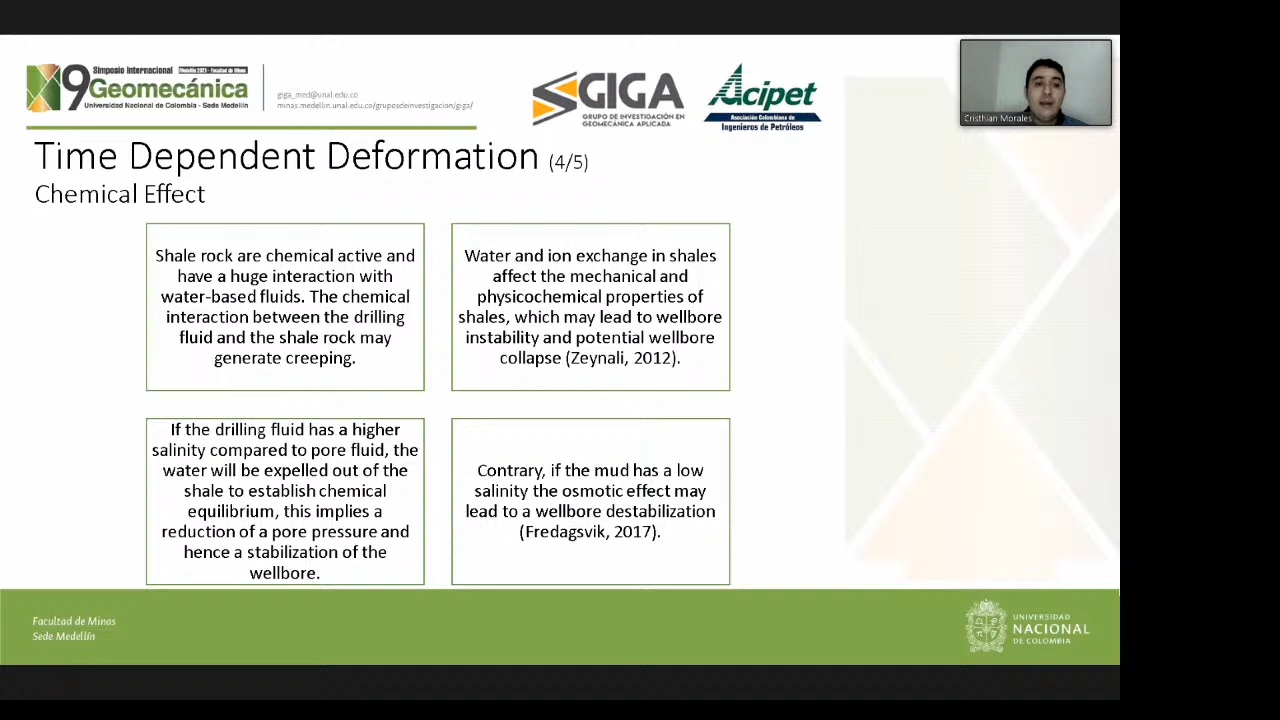 Simposio Internacional
9 Geomecánica
Universidad Nacional de Colombia - Sede Medellín
giga_med@unal.edu.co
minas.medellin.unal.edu.co/gruposdeinvestigacion/giga/
GIGA
GRUPO DE INVESTIGACIÓN EN
GEOMECÁNICA APLICADA
Acipet
Asociación Colombiana de
Ingenieros de Petróleos
Cristhian Morales
Time Dependent Deformation (4/5)
Chemical Effect
Shale rock are chemical active and
have a huge interaction with
water-based fluids. The chemical
interaction between the drilling
fluid and the shale rock may
generate creeping.
Water and ion exchange in shales
affect the mechanical and
physicochemical properties of
shales, which may lead to wellbore
instability and potential wellbore
collapse (Zeynali, 2012).
If the drilling fluid has a higher
salinity compared to pore fluid, the
water will be expelled out of the
shale to establish chemical
equilibrium, this implies a
reduction of a pore pressure and
hence a stabilization of the
wellbore.
Contrary, if the mud has a low
salinity the osmotic effect may
lead to a wellbore destabilization
(Fredagsvik, 2017).
Facultad de Minas
Sede Medellín
UNIVERSIDAD
NACIONAL
DE COLOMBIA